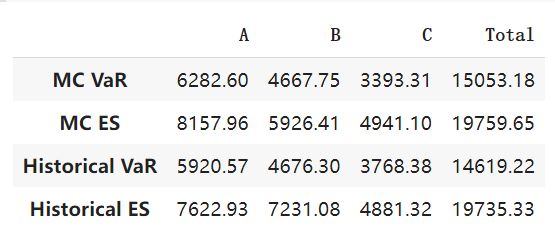 A B C Total
MC VaR 6282.60 4667.75 3393.31 15053.18
MC ES 8157.96 5926.41 4941.10 19759.65
Historical VaR 5920.57 4676.30 3768.38 14619.22
Historical ES 7622.93 7231.08 4881.32 19735.33